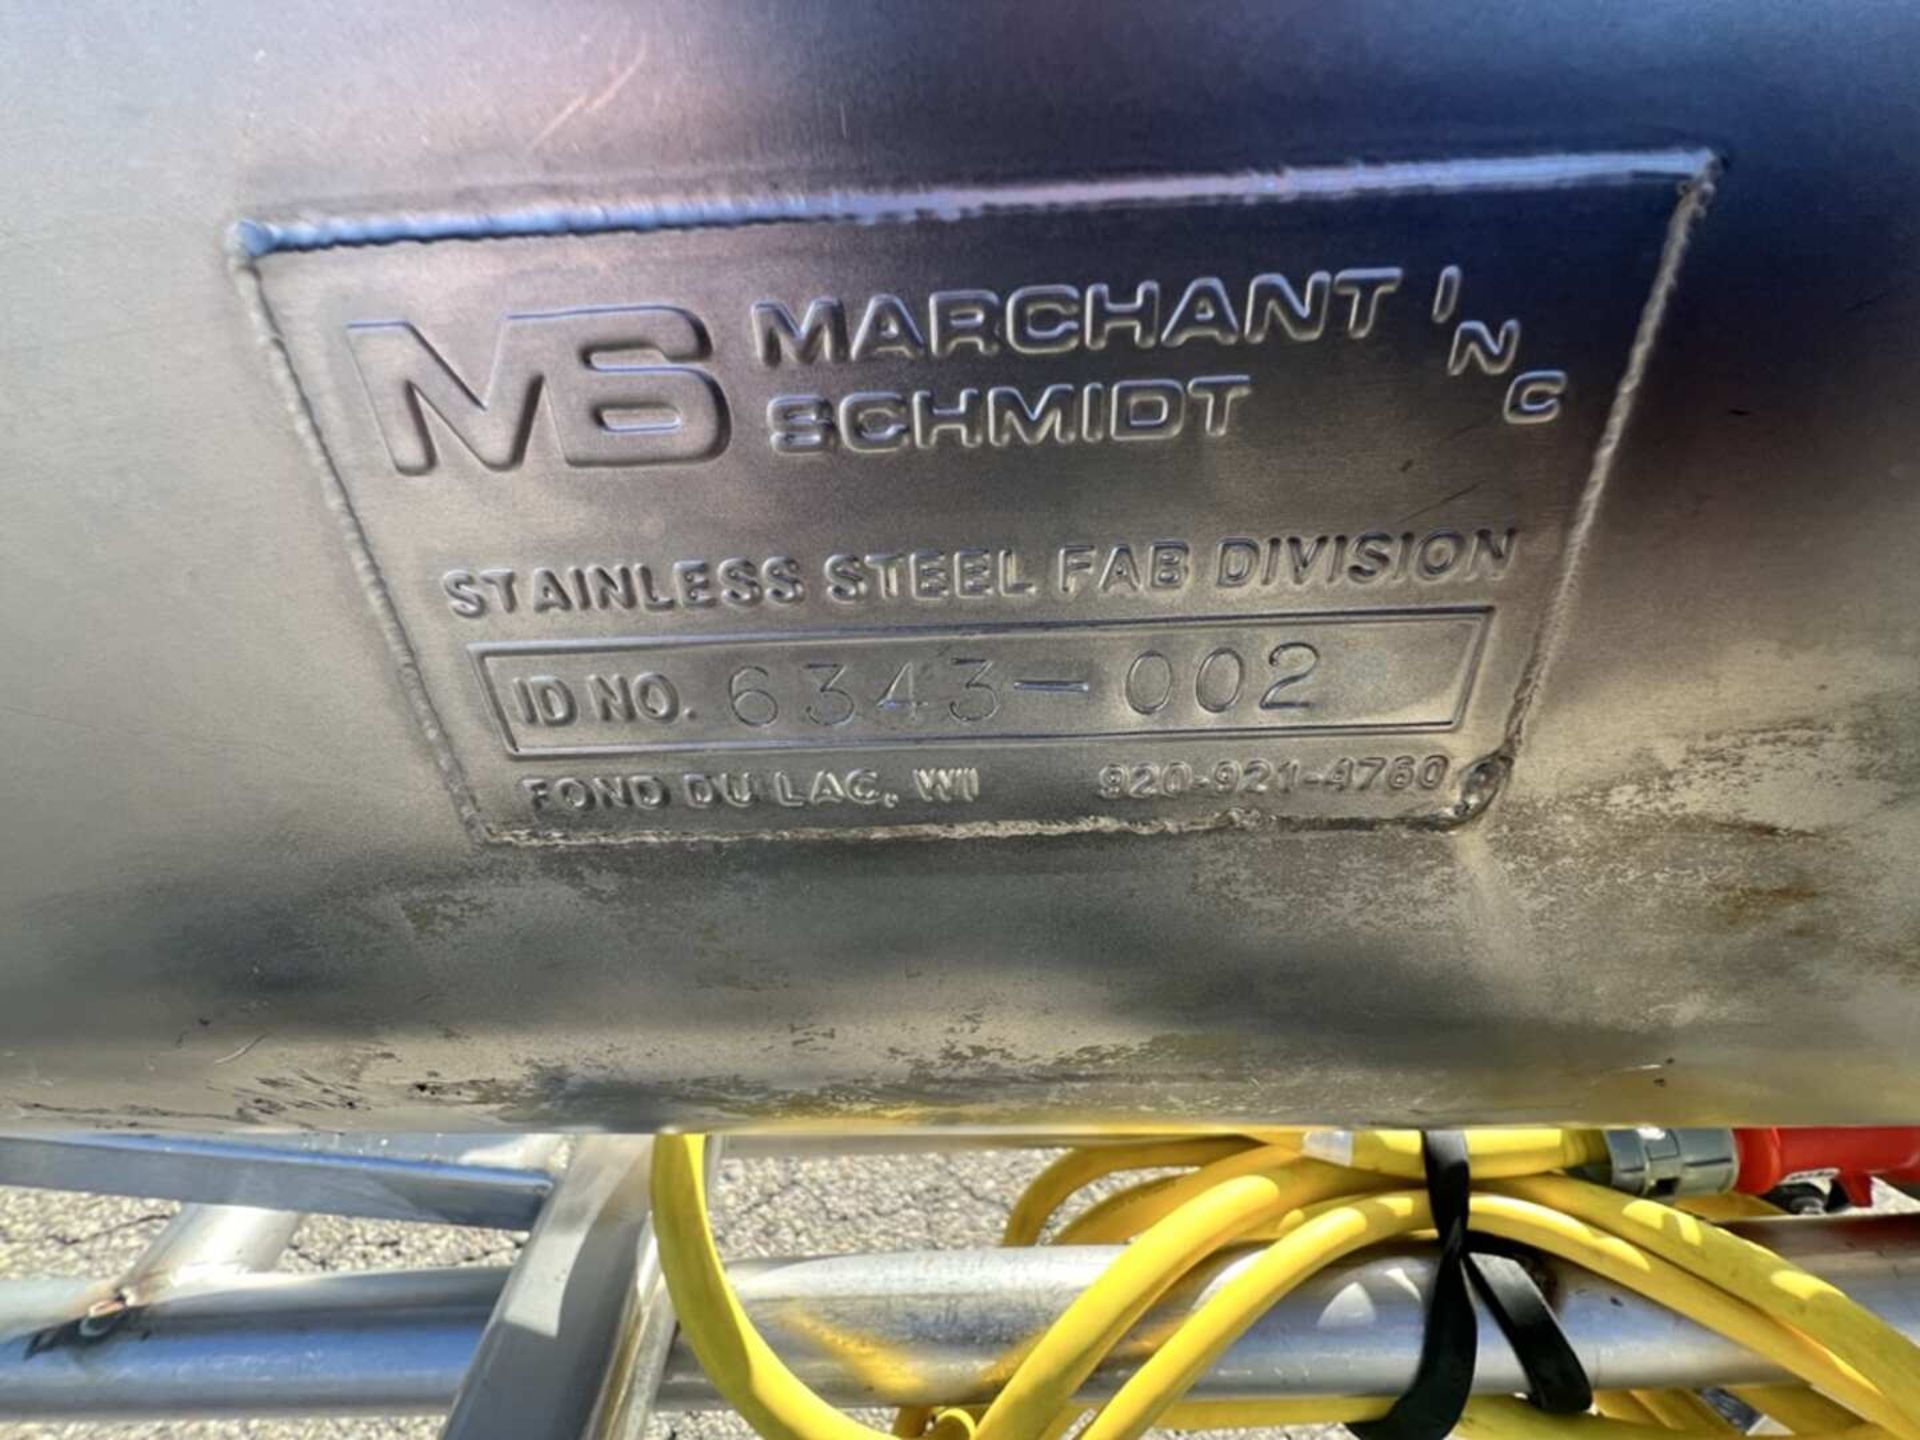 MS MARCHANT INC
SCHMIDT
STAINLESS STEEL FAB DIVISION
ID NO. 6343-002
FOND DU LAC, WI 920-921-4760